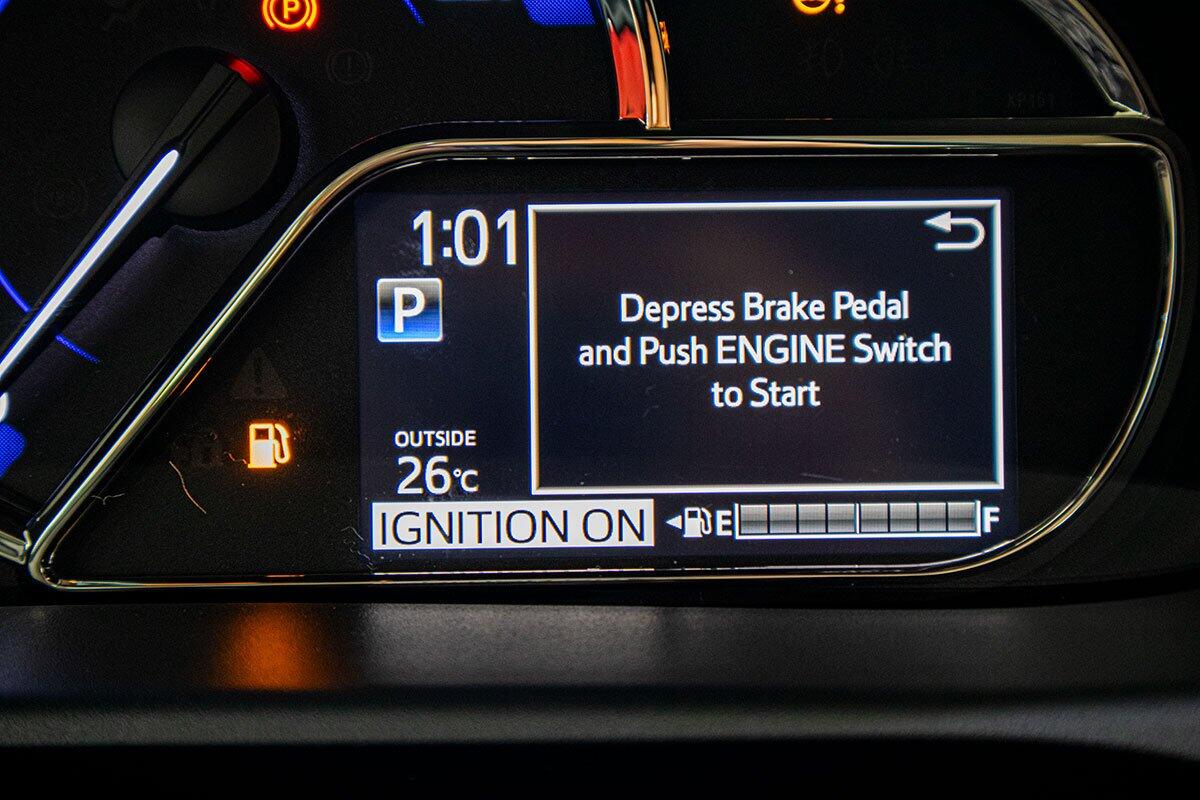 P
1:01
P
Depress Brake Pedal
and Push ENGINE Switch
to Start
OUTSIDE
26°C
IGNITION ON
E
F